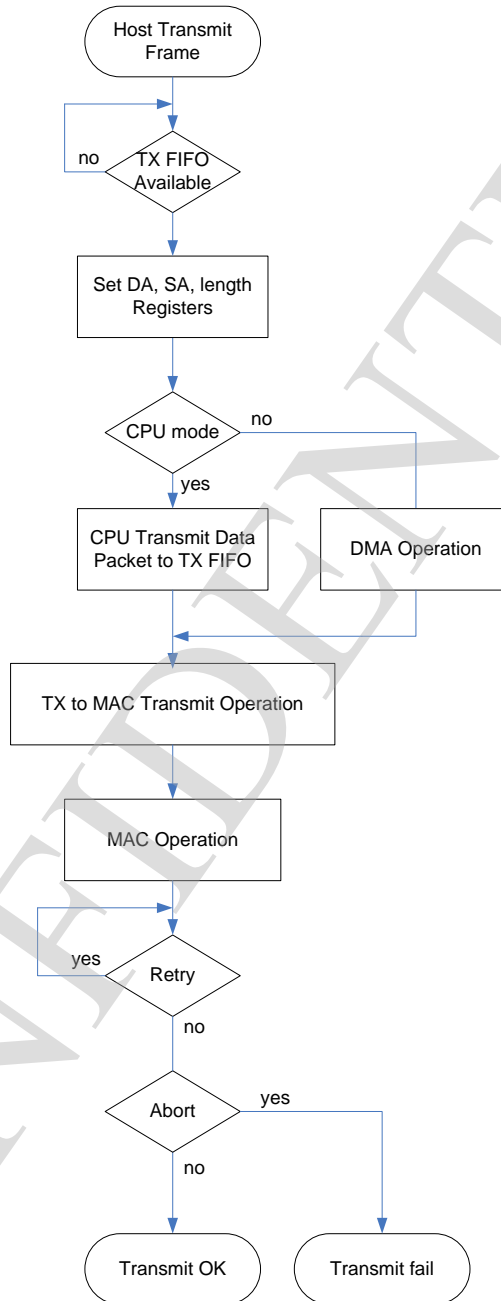 Host Transmit
Frame
no
TX FIFO
Available
Set DA, SA, length
Registers
CPU mode
no
yes
CPU Transmit Data
Packet to TX FIFO
DMA Operation
TX to MAC Transmit Operation
MAC Operation
yes
Retry
no
Abort
yes
no
Transmit OK
Transmit fail
NFIDENT